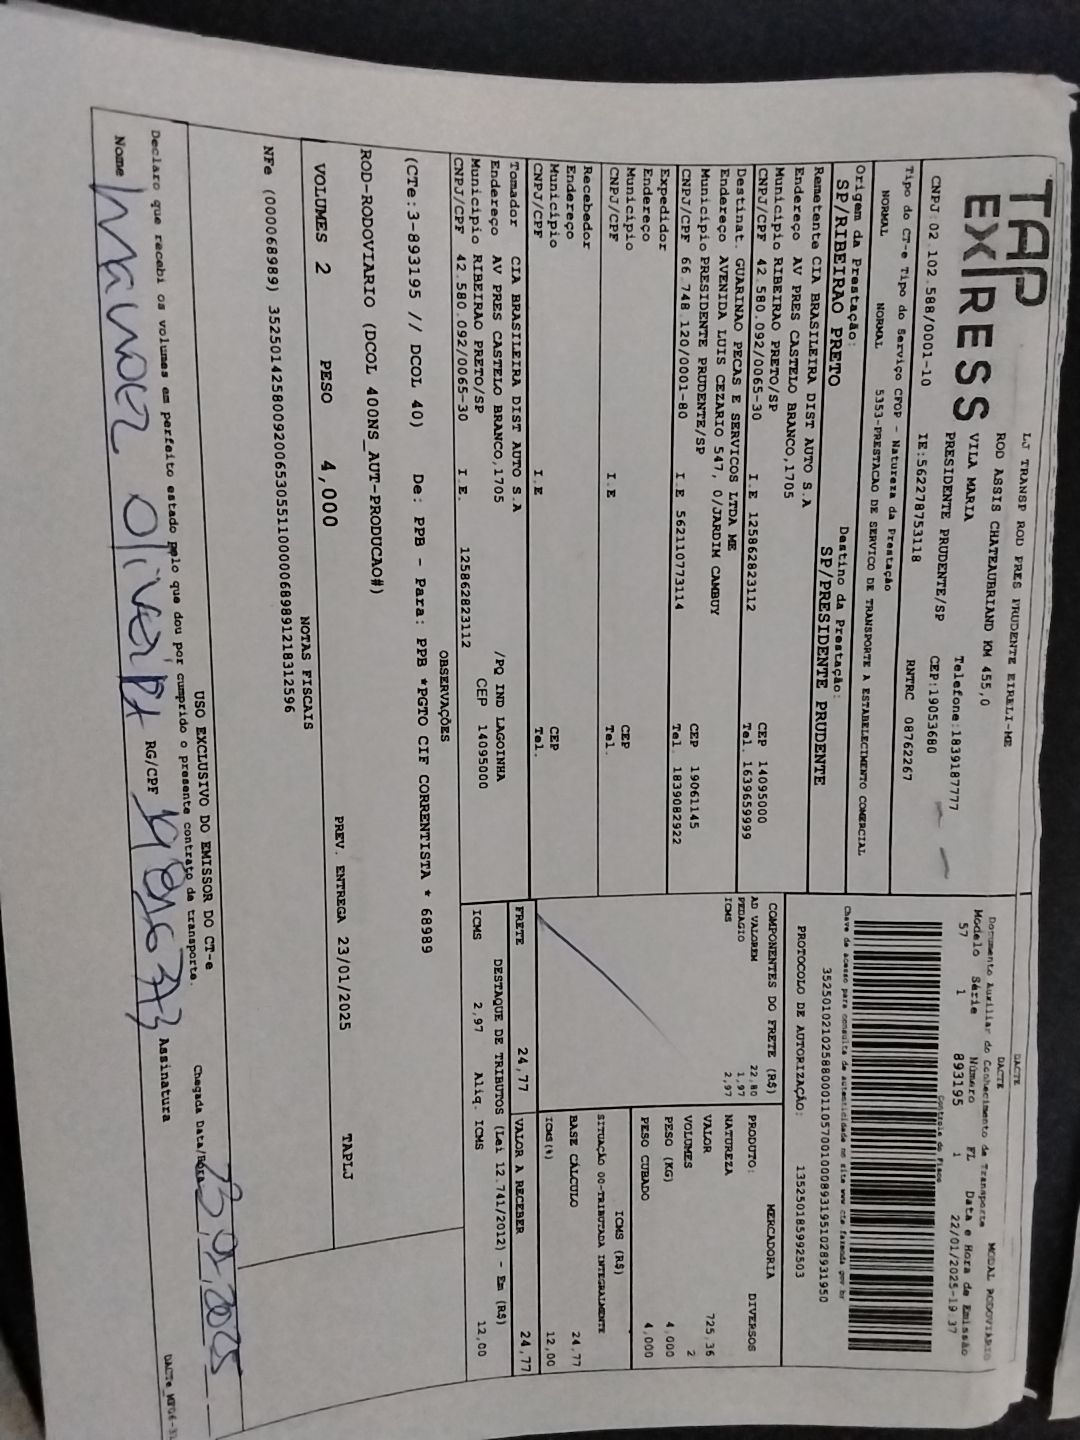 TAP
EXPRESS
LJ TRANSP ROD PRES PRUDENTE EIRELI-ME
ROD ASSIS CHATEAUBRIAND KM 455,0
VILA MARIA Telefone:1839187777
PRESIDENTE PRUDENTE/SP CEP:19053680
CNPJ:02.102.588/0001-10 IE:562278753118 RNTRC 08762267
Tipo do CT-e Tipo do Serviço CFOP - Natureza da Prestação
NORMAL NORMAL 5353-PRESTACAO DE SERVICO DE TRANSPORTE A ESTABELECIMENTO COMERCIAL
Origem da Prestação: Destino da Prestação:
SP/RIBEIRAO PRETO SP/PRESIDENTE PRUDENTE
Remetente CIA BRASILEIRA DIST AUTO S.A
Endereço AV PRES CASTELO BRANCO,1705
Município RIBEIRAO PRETO/SP CEP 14095000
CNPJ/CPF 42.580.092/0065-30 I.E 125862823112 Tel. 1639659999
Destinat. GUARINAO PECAS E SERVICOS LTDA ME
Endereço AVENIDA LUIS CEZARIO 547, 0/JARDIM CAMBUY
Município PRESIDENTE PRUDENTE/SP CEP 19061145
CNPJ/CPF 66.748.120/0001-80 I.E 562110773114 Tel. 1839082922
Expedidor
Endereço
Município CEP
CNPJ/CPF I.E Tel.
Recebedor
Endereço
Município CEP
CNPJ/CPF I.E Tel.
Tomador CIA BRASILEIRA DIST AUTO S.A
Endereço AV PRES CASTELO BRANCO,1705 /PQ IND LAGOINHA
Município RIBEIRAO PRETO/SP CEP 14095000
CNPJ/CPF 42.580.092/0065-30 I.E. 125862823112
DACTE
DACTE
Documento Auxiliar do Conhecimento de Transporte MODAL RODOVIARIO
Modelo Série Número FL Data e Hora de Emissão
57 1 893195 1 22/01/2025-19:37
Controle do Fisco
Chave de acesso para consulta de autenticidade no site www.cte.fazenda.gov.br
35250102102588000110570010008931951028931950
PROTOCOLO DE AUTORIZAÇÃO: 135250185992503
COMPONENTES DO FRETE (R$)
AD VALOREM 22,80
PEDAGIO 1,97
ICMS 2,97
FRETE 24,77
MERCADORIA
PRODUTO: DIVERSOS
NATUREZA
VALOR 725,36
VOLUMES 2
PESO (KG) 4,000
PESO CUBADO 4,000
ICMS (R$)
SITUAÇÃO 00-TRIBUTADA INTEGRALMENTE
BASE CÁLCULO 24,77
ICMS(%) 12,00
VALOR A RECEBER 24,77
DESTAQUE DE TRIBUTOS (Lei 12.741/2012) - Em (R$)
ICMS 2,97 Aliq. ICMS 12,00
OBSERVAÇÕES
(CTe:3-893195 // DCOL 40) De: PPB - Para: PPB *PGTO CIF CORRENTISTA * 68989
ROD-RODOVIARIO (DCOL 400NS_AUT-PRODUCAO#)
VOLUMES 2 PESO 4,000 PREV. ENTREGA 23/01/2025 TAPLJ
NOTAS FISCAIS
NFe (000068989) 35250142580092006530551100000689891218312596
USO EXCLUSIVO DO EMISSOR DO CT-e
Declaro que recebi os volumes em perfeito estado pelo que dou por cumprido o presente contrato de transporte. Chegada Data/Hora 23,01,2025
Nome manoel oliveira RG/CPF Assinatura